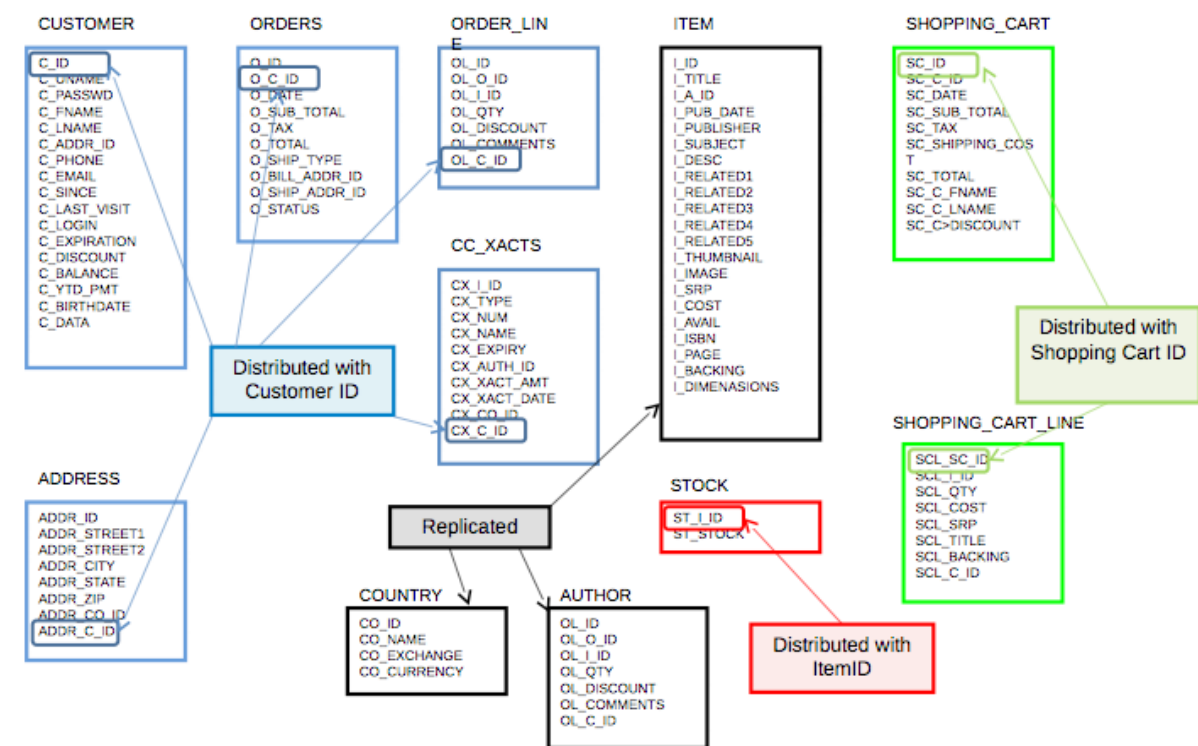 CUSTOMER
C_ID
C_UNAME
C_PASSWD
C_FNAME
C_LNAME
C_ADDR_ID
C_PHONE
C_EMAIL
C_SINCE
C_LAST_VISIT
C_LOGIN
C_EXPIRATION
C_DISCOUNT
C_BALANCE
C_YTD_PMT
C_BIRTHDATE
C_DATA
ORDERS
O_ID
O_C_ID
O_DATE
O_SUB_TOTAL
O_TAX
O_TOTAL
O_SHIP_TYPE
O_BILL_ADDR_ID
O_SHIP_ADDR_ID
O_STATUS
ORDER_LIN
E
OL_ID
OL_O_ID
OL_I_ID
OL_QTY
OL_DISCOUNT
OL_COMMENTS
OL_C_ID
ITEM
I_ID
I_TITLE
I_A_ID
I_PUB_DATE
I_PUBLISHER
I_SUBJECT
I_DESC
I_RELATED1
I_RELATED2
I_RELATED3
I_RELATED4
I_RELATED5
I_THUMBNAIL
I_IMAGE
I_SRP
I_COST
I_AVAIL
I_ISBN
I_PAGE
I_BACKING
I_DIMENASIONS
SHOPPING_CART
SC_ID
SC_C_ID
SC_DATE
SC_SUB_TOTAL
SC_TAX
SC_SHIPPING_COS
T
SC_TOTAL
SC_C_FNAME
SC_C_LNAME
SC_C>DISCOUNT
CC_XACTS
CX_I_ID
CX_TYPE
CX_NUM
CX_NAME
CX_EXPIRY
CX_AUTH_ID
CX_XACT_AMT
CX_XACT_DATE
CX_CO_ID
CX_C_ID
Distributed with
Customer ID
Distributed with
Shopping Cart ID
ADDRESS
ADDR_ID
ADDR_STREET1
ADDR_STREET2
ADDR_CITY
ADDR_STATE
ADDR_ZIP
ADDR_CO_ID
ADDR_C_ID
Replicated
STOCK
ST_I_ID
ST_STOCK
SHOPPING_CART_LINE
SCL_SC_ID
SCL_I_ID
SCL_QTY
SCL_COST
SCL_SRP
SCL_TITLE
SCL_BACKING
SCL_C_ID
COUNTRY
CO_ID
CO_NAME
CO_EXCHANGE
CO_CURRENCY
AUTHOR
OL_ID
OL_O_ID
OL_I_ID
OL_QTY
OL_DISCOUNT
OL_COMMENTS
OL_C_ID
Distributed with
ItemID